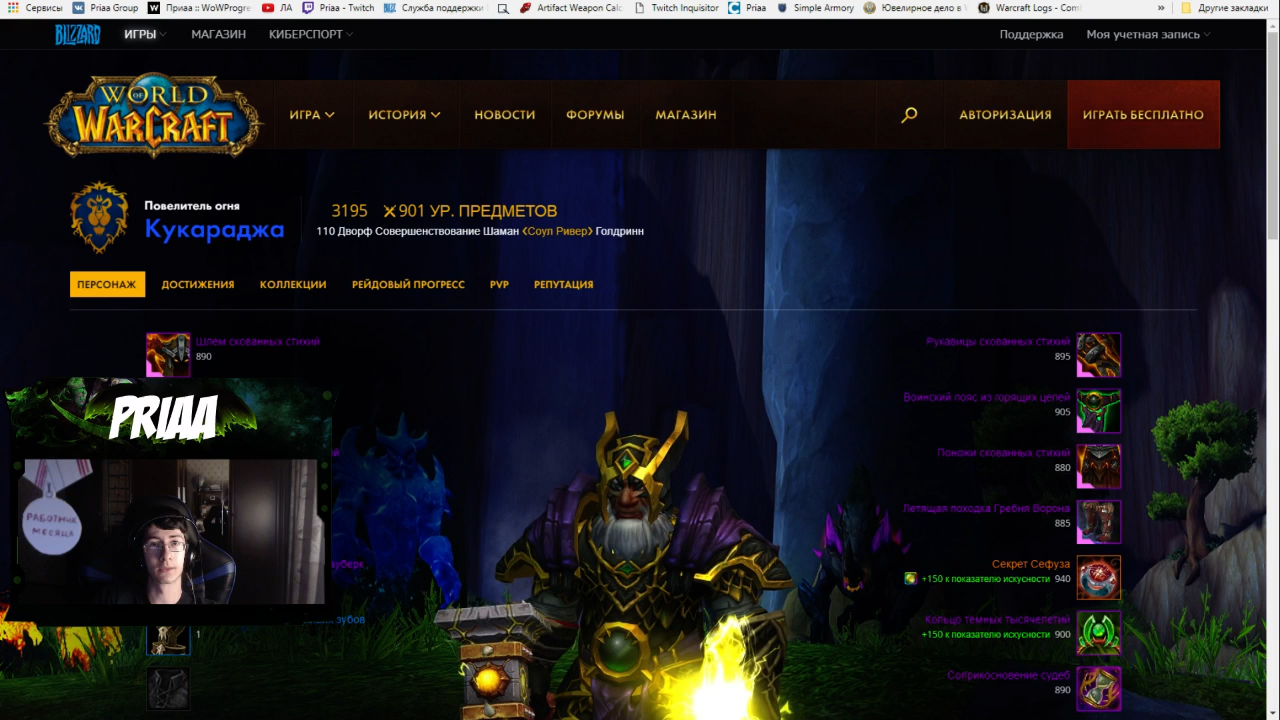 Сервисы Priaa Group Приаа :: WoWProgre ЛА Priaa - Twitch Служба поддержки Artifact Weapon Calc Twitch Inquisitor Priaa Simple Armory Ювелирное дело в Warcraft Logs - Com » Другие закладки
BLIZZARD ИГРЫ МАГАЗИН КИБЕРСПОРТ Поддержка Моя учетная запись
WORLD OF WARCRAFT
ИГРА ИСТОРИЯ НОВОСТИ ФОРУМЫ МАГАЗИН АВТОРИЗАЦИЯ ИГРАТЬ БЕСПЛАТНО
Повелитель огня
Кукараджа
3195 901 УР. ПРЕДМЕТОВ
110 Дворф Совершенствование Шаман <Соул Ривер> Голдринн
ПЕРСОНАЖ ДОСТИЖЕНИЯ КОЛЛЕКЦИИ РЕЙДОВЫЙ ПРОГРЕСС PVP РЕПУТАЦИЯ
Шлем скованных стихий
890
Рукавицы скованных стихий
895
Воинский пояс из горящих цепей
905
PRIAA
Поножи скованных стихий
880
РАБОТНИК
МЕСЯЦА
Летящая походка Гребня Ворона
885
Секрет Сефуза
+150 к показателю искусности 940
зубов
1
Кольцо темных тысячелетий
+150 к показателю искусности 900
Соприкосновение судеб
890